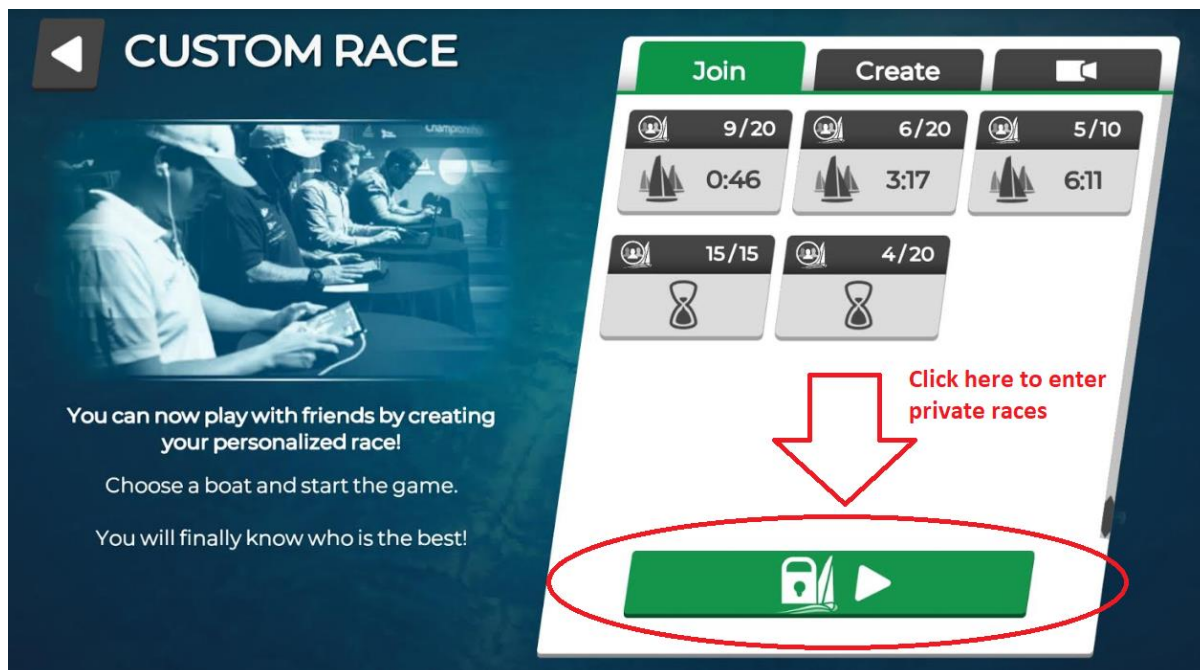 CUSTOM RACE
Championship
You can now play with friends by creating
your personalized race!
Choose a boat and start the game.
You will finally know who is the best!
Join
Create
9/20
6/20
5/10
0:46
3:17
6:11
15/15
4/20
Click here to enter
private races